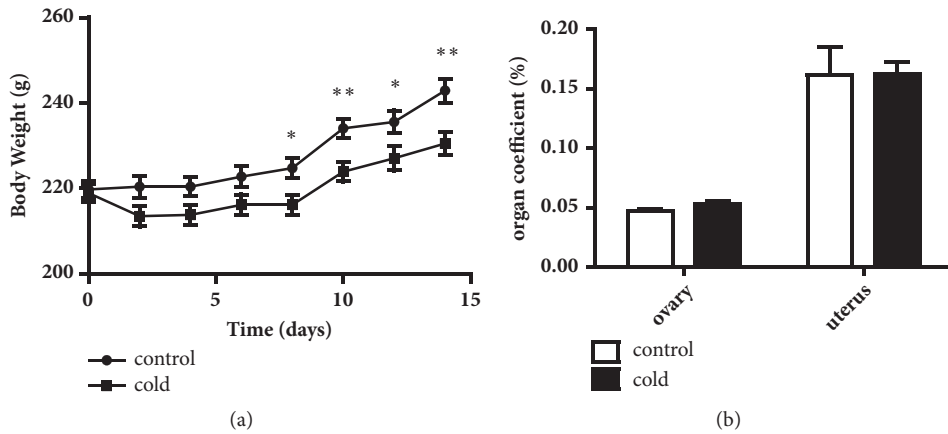 260
240
220
200
Body Weight (g)
*
**
*
**
0
5
10
15
Time (days)
control
cold
(a)
0.20
0.15
0.10
0.05
0.00
organ coefficient (%)
ovary
uterus
control
cold
(b)